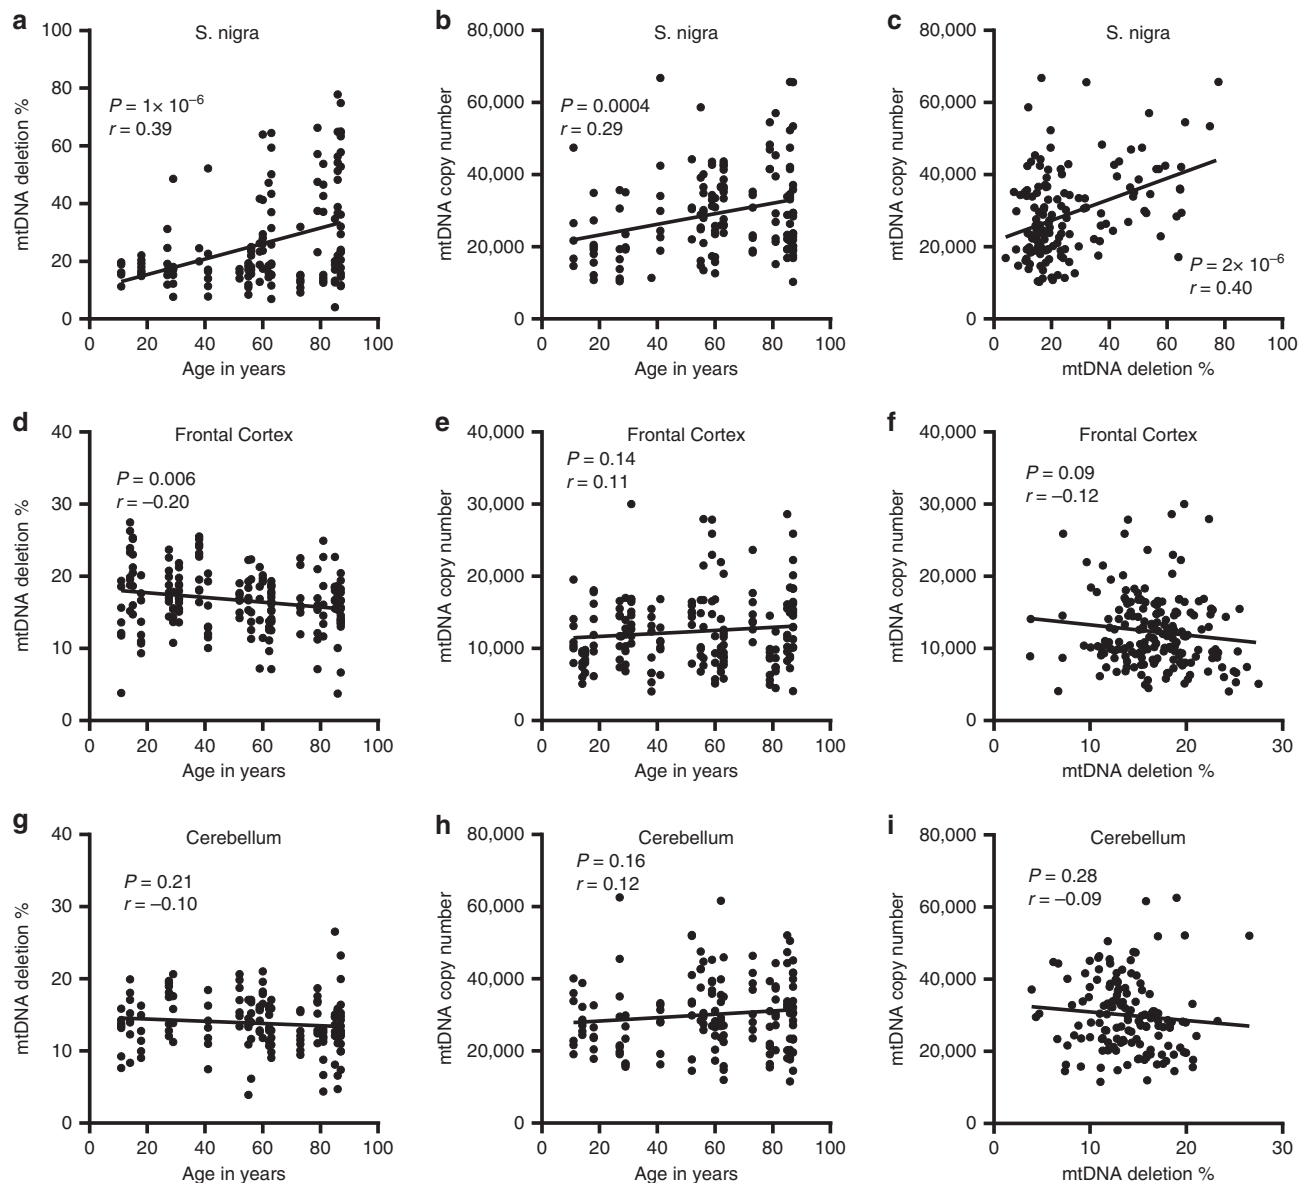 a
S. nigra
P = 1× 10⁻⁶
r = 0.39
mtDNA deletion %
100
80
60
40
20
0
0 20 40 60 80 100
Age in years
b
S. nigra
P = 0.0004
r = 0.29
mtDNA copy number
80,000
60,000
40,000
20,000
0
0 20 40 60 80 100
Age in years
c
S. nigra
mtDNA copy number
80,000
60,000
40,000
20,000
0
P = 2× 10⁻⁶
r = 0.40
0 20 40 60 80 100
mtDNA deletion %
d
Frontal Cortex
P = 0.006
r = –0.20
mtDNA deletion %
40
30
20
10
0
0 20 40 60 80 100
Age in years
e
Frontal Cortex
P = 0.14
r = 0.11
mtDNA copy number
40,000
30,000
20,000
10,000
0
0 20 40 60 80 100
Age in years
f
Frontal Cortex
P = 0.09
r = –0.12
mtDNA copy number
40,000
30,000
20,000
10,000
0
0 10 20 30
mtDNA deletion %
g
Cerebellum
P = 0.21
r = –0.10
mtDNA deletion %
40
30
20
10
0
0 20 40 60 80 100
Age in years
h
Cerebellum
P = 0.16
r = 0.12
mtDNA copy number
80,000
60,000
40,000
20,000
0
0 20 40 60 80 100
Age in years
i
Cerebellum
P = 0.28
r = –0.09
mtDNA copy number
80,000
60,000
40,000
20,000
0
0 10 20 30
mtDNA deletion %